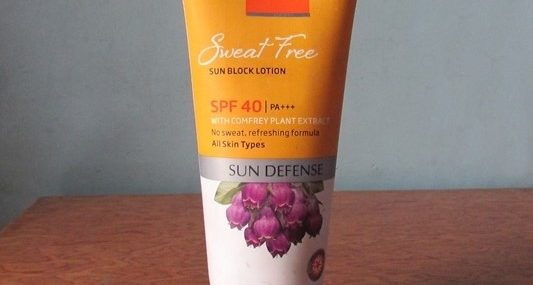 Sweat Free
SUN BLOCK LOTION
SPF 40 | PA+++
WITH COMFREY PLANT EXTRACT
No sweat, refreshing formula
All Skin Types
SUN DEFENSE